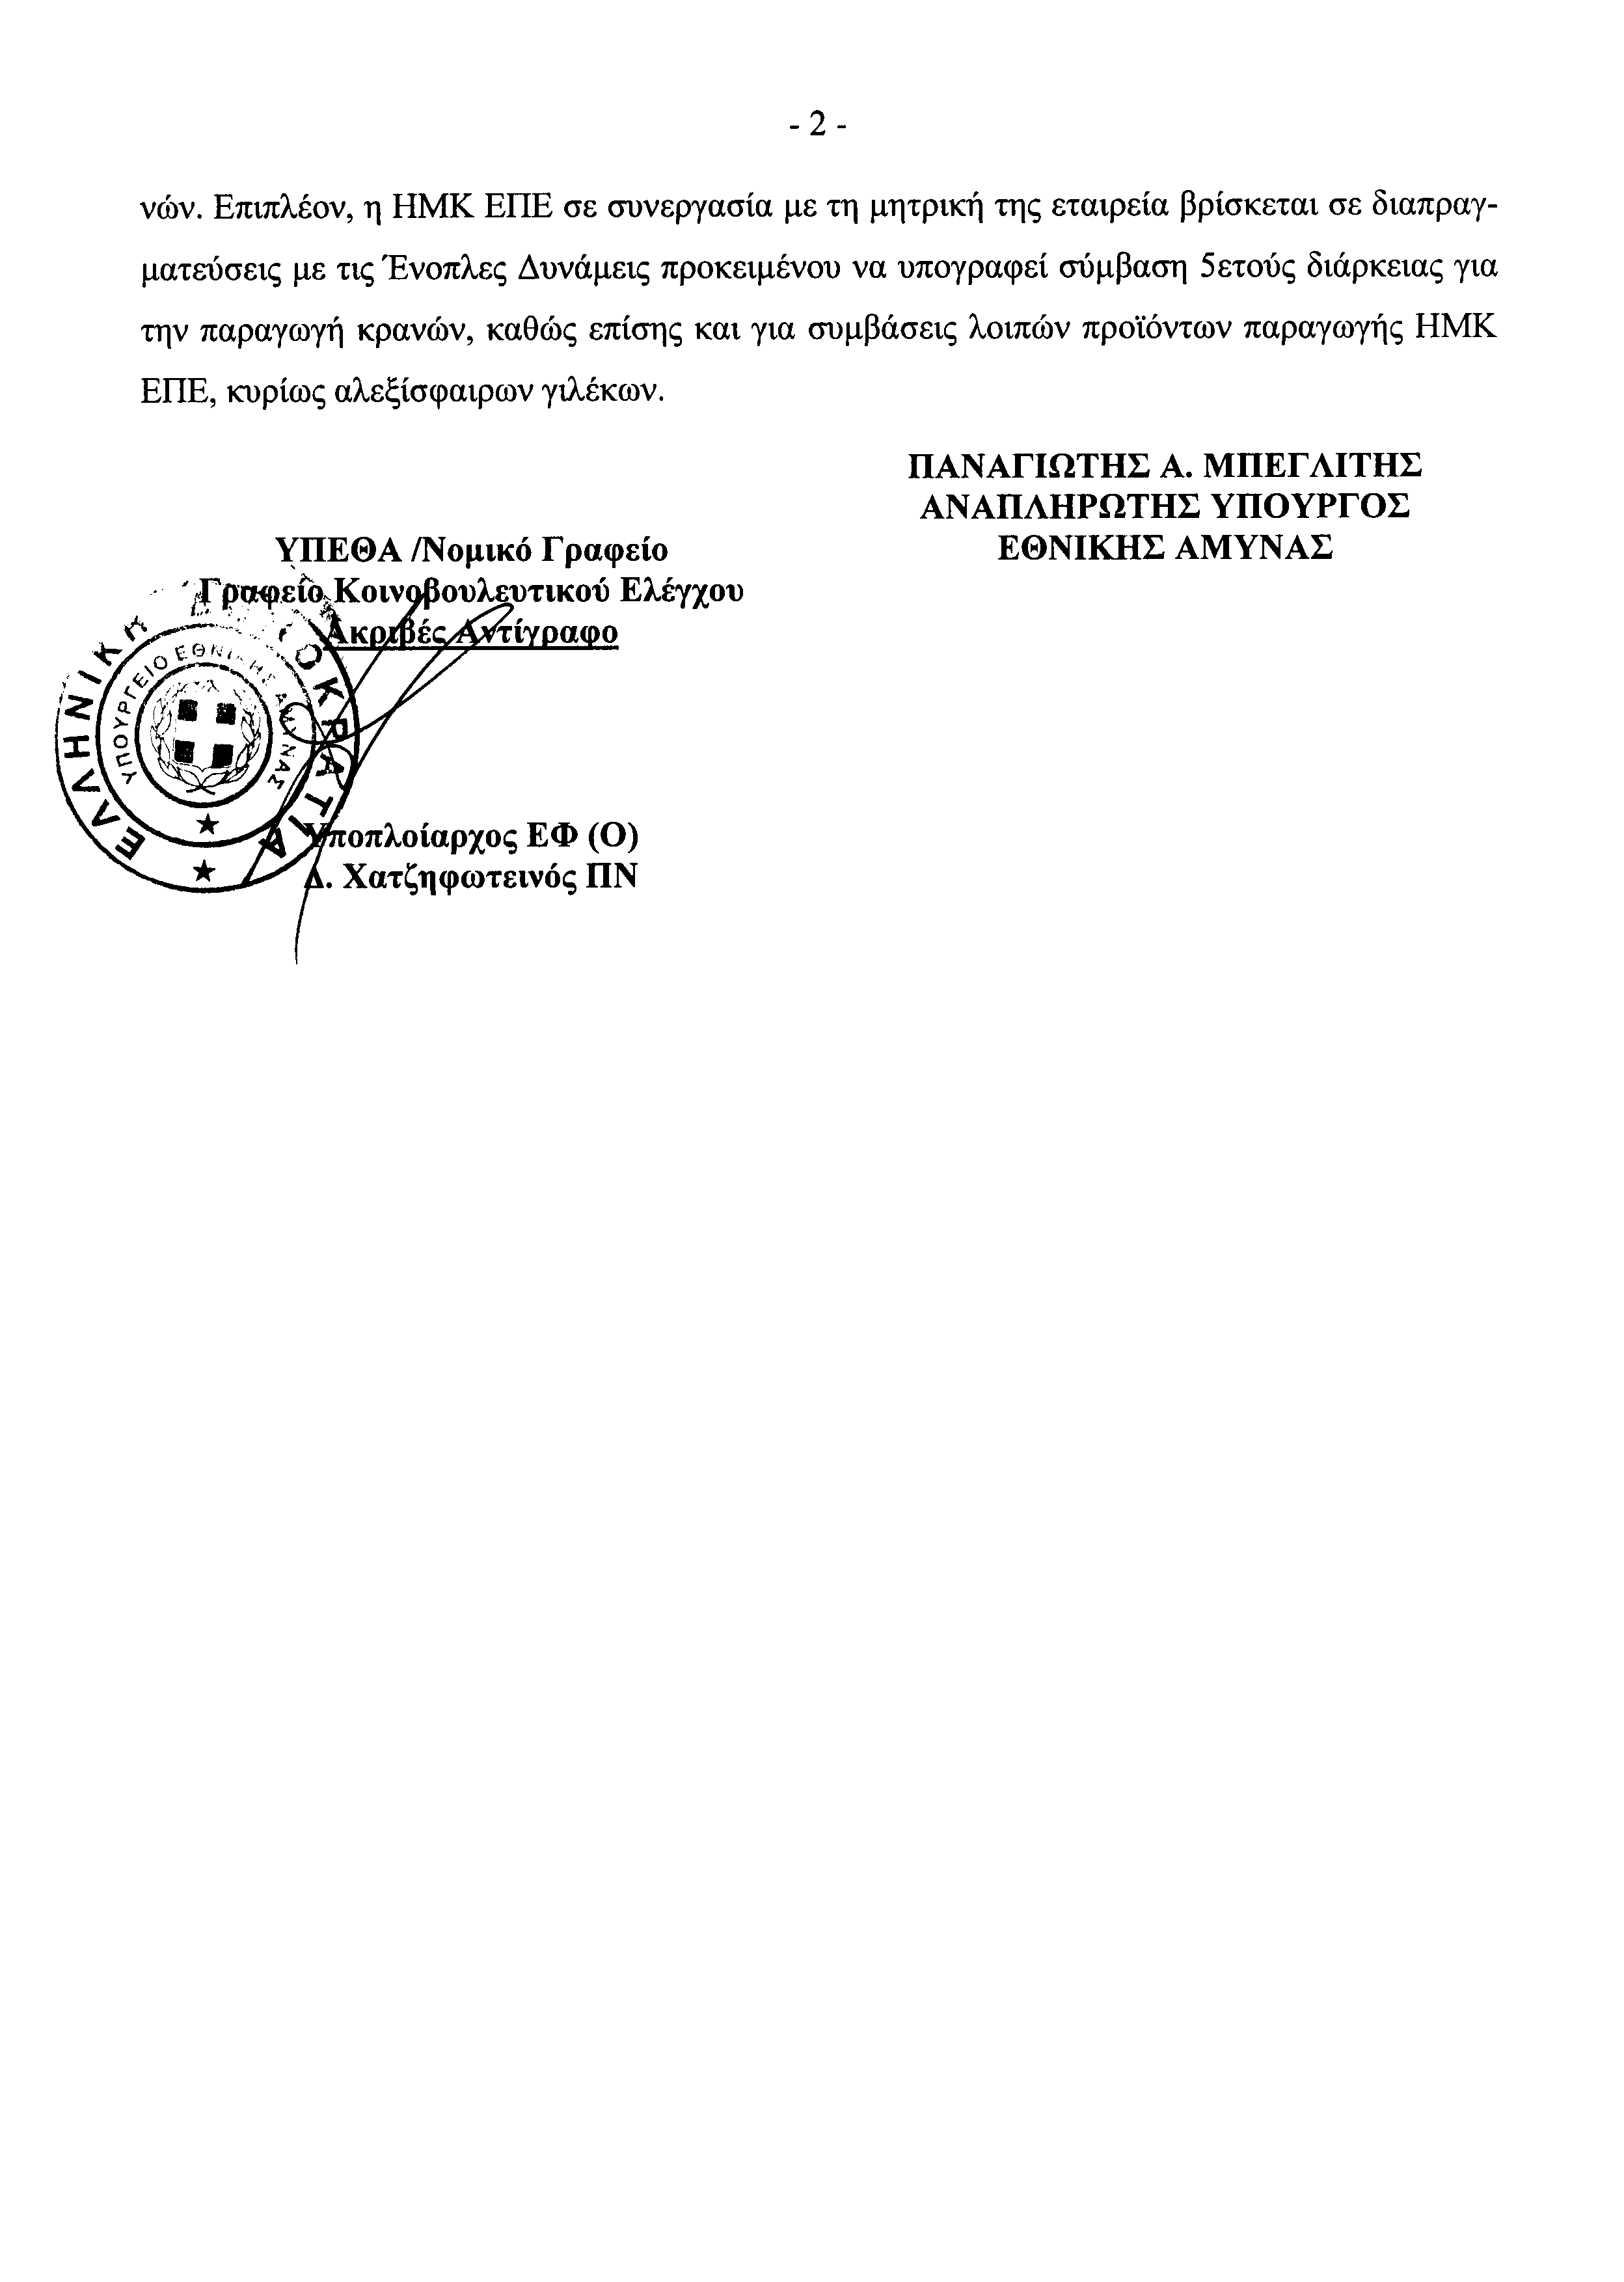 - 2 -
νών. Επιπλέον, η ΗΜΚ ΕΠΕ σε συνεργασία με τη μητρική της εταιρεία βρίσκεται σε διαπραγ-
ματεύσεις με τις Ένοπλες Δυνάμεις προκειμένου να υπογραφεί σύμβαση 5ετούς διάρκειας για
την παραγωγή κρανών, καθώς επίσης και για συμβάσεις λοιπών προϊόντων παραγωγής ΗΜΚ
ΕΠΕ, κυρίως αλεξίσφαιρων γιλέκων.
ΠΑΝΑΓΙΩΤΗΣ Α. ΜΠΕΓΛΙΤΗΣ
ΑΝΑΠΛΗΡΩΤΗΣ ΥΠΟΥΡΓΟΣ
ΕΘΝΙΚΗΣ ΑΜΥΝΑΣ
ΥΠΕΘΑ /Νομικό Γραφείο
Γραφείο Κοινοβουλευτικού Ελέγχου
Ακριβές Αντίγραφο
ΕΛΛΗΝΙΚΗ ΔΗΜΟΚΡΑΤΙΑ
ΥΠΟΥΡΓΕΙΟ ΕΘΝΙΚΗΣ ΑΜΥΝΑΣ
Υποπλοίαρχος ΕΦ (Ο)
Δ. Χατζηφωτεινός ΠΝ